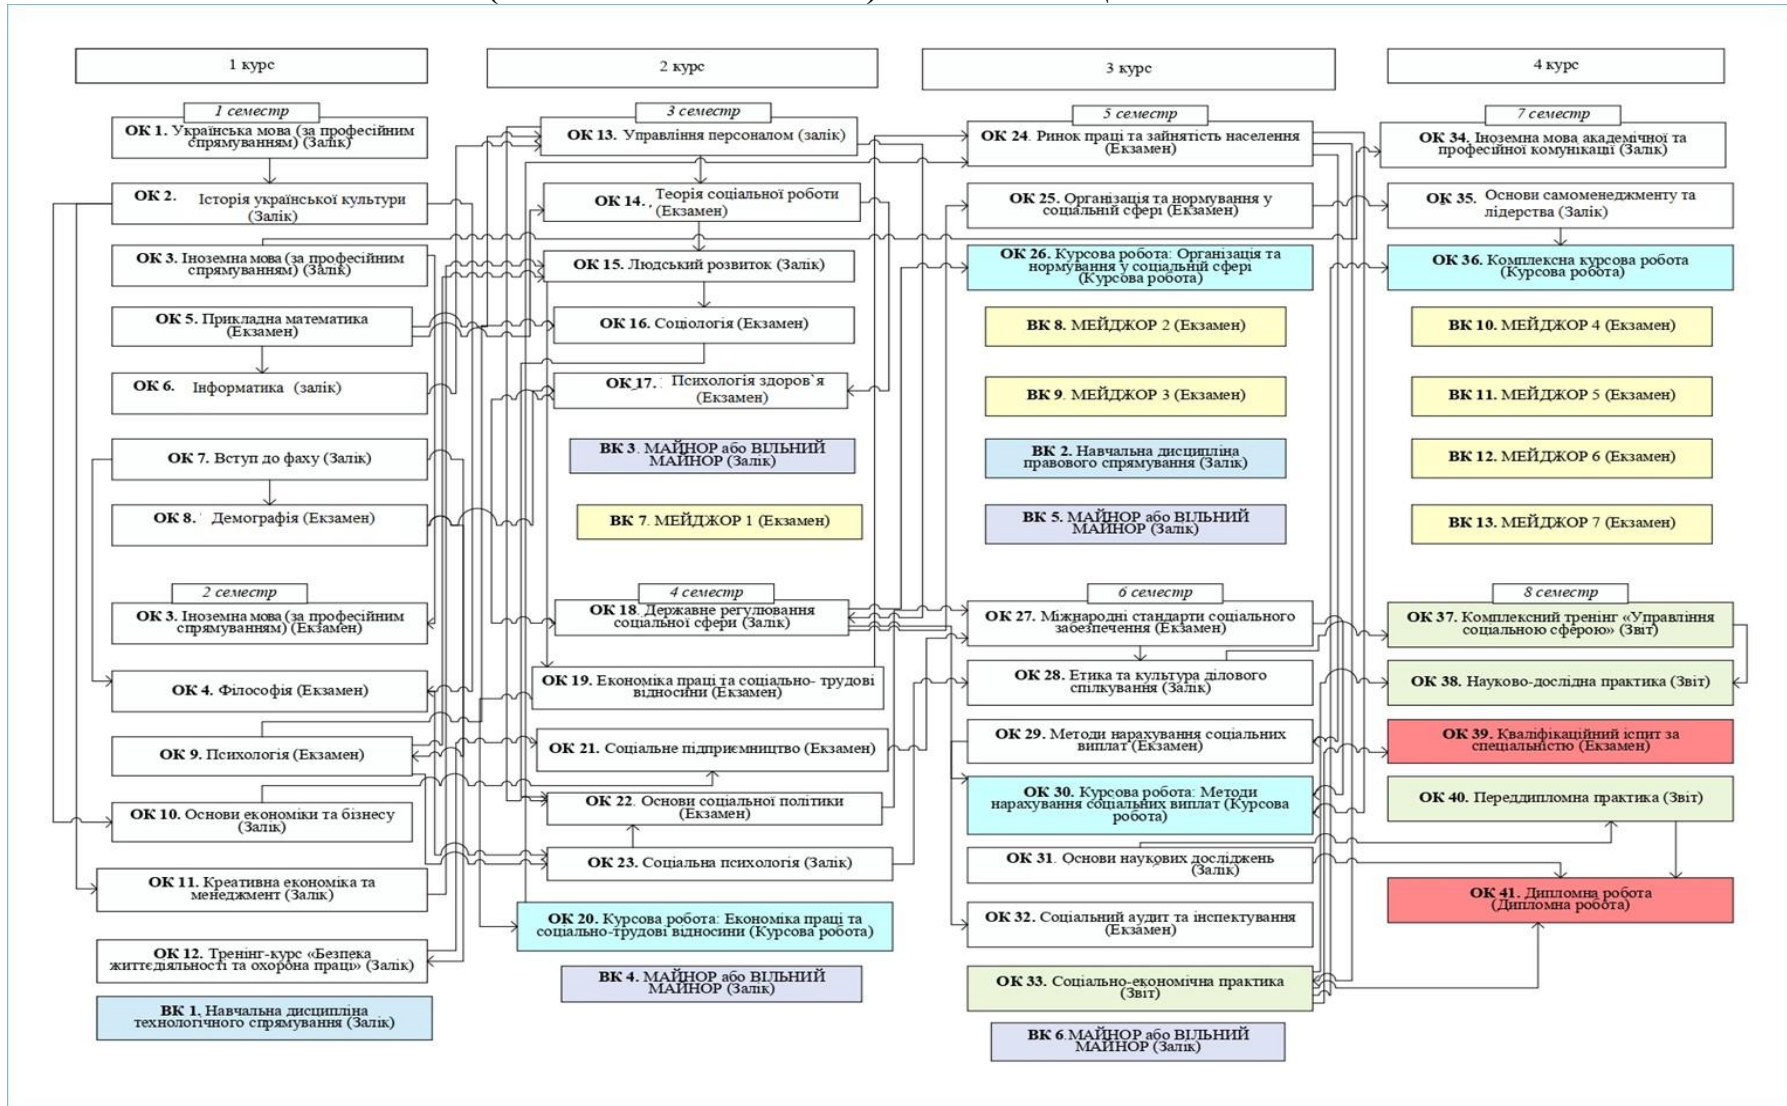 1 курс
1 семестр
ОК 1. Українська мова (за професійним
спрямуванням) (Залік)
ОК 2. Історія української культури
(Залік)
ОК 3. Іноземна мова (за професійним
спрямуванням) (Залік)
ОК 5. Прикладна математика
(Екзамен)
ОК 6. Інформатика (залік)
ОК 7. Вступ до фаху (Залік)
ОК 8. Демографія (Екзамен)
2 семестр
ОК 3. Іноземна мова (за професійним
спрямуванням) (Екзамен)
ОК 4. Філософія (Екзамен)
ОК 9. Психологія (Екзамен)
ОК 10. Основи економіки та бізнесу
(Залік)
ОК 11. Креативна економіка та
менеджмент (Залік)
ОК 12. Тренінг-курс «Безпека
життєдіяльності та охорона праці» (Залік)
ВК 1. Навчальна дисципліна
технологічного спрямування (Залік)
2 курс
3 семестр
ОК 13. Управління персоналом (залік)
ОК 14. Теорія соціальної роботи
(Екзамен)
ОК 15. Людський розвиток (Залік)
ОК 16. Соціологія (Екзамен)
ОК 17. Психологія здоров`я
(Екзамен)
ВК 3. МАЙНОР або ВІЛЬНИЙ
МАЙНОР (Залік)
ВК 7. МЕЙДЖОР 1 (Екзамен)
4 семестр
ОК 18. Державне регулювання
соціальної сфери (Залік)
ОК 19. Економіка праці та соціально- трудові
відносини (Екзамен)
ОК 21. Соціальне підприємництво (Екзамен)
ОК 22. Основи соціальної політики
(Екзамен)
ОК 23. Соціальна психологія (Залік)
ОК 20. Курсова робота: Економіка праці та
соціально-трудові відносини (Курсова робота)
ВК 4. МАЙНОР або ВІЛЬНИЙ
МАЙНОР (Залік)
3 курс
5 семестр
ОК 24. Ринок праці та зайнятість населення
(Екзамен)
ОК 25. Організація та нормування у
соціальній сфері (Екзамен)
ОК 26. Курсова робота: Організація та
нормування у соціальній сфері
(Курсова робота)
ВК 8. МЕЙДЖОР 2 (Екзамен)
ВК 9. МЕЙДЖОР 3 (Екзамен)
ВК 2. Навчальна дисципліна
правового спрямування (Залік)
ВК 5. МАЙНОР або ВІЛЬНИЙ
МАЙНОР (Залік)
6 семестр
ОК 27. Міжнародні стандарти соціального
забезпечення (Екзамен)
ОК 28. Етика та культура ділового
спілкування (Залік)
ОК 29. Методи нарахування соціальних
виплат (Екзамен)
ОК 30. Курсова робота: Методи
нарахування соціальних виплат (Курсова
робота)
ОК 31. Основи наукових досліджень
(Залік)
ОК 32. Соціальний аудит та інспектування
(Екзамен)
ОК 33. Соціально-економічна практика
(Звіт)
ВК 6.МАЙНОР або ВІЛЬНИЙ
МАЙНОР (Залік)
4 курс
7 семестр
ОК 34. Іноземна мова академічної та
професійної комунікації (Залік)
ОК 35. Основи самоменеджменту та
лідерства (Залік)
ОК 36. Комплексна курсова робота
(Курсова робота)
ВК 10. МЕЙДЖОР 4 (Екзамен)
ВК 11. МЕЙДЖОР 5 (Екзамен)
ВК 12. МЕЙДЖОР 6 (Екзамен)
ВК 13. МЕЙДЖОР 7 (Екзамен)
8 семестр
ОК 37. Комплексний тренінг «Управління
соціальною сферою» (Звіт)
ОК 38. Науково-дослідна практика (Звіт)
ОК 39. Кваліфікаційний іспит за
спеціальністю (Екзамен)
ОК 40. Переддипломна практика (Звіт)
ОК 41. Дипломна робота
(Дипломна робота)